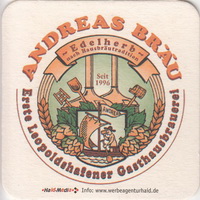 ANDREAS BRÄU
Edelherb
nach Hausbrautradition
Seit
1996
Erste Leopoldshafener Gasthausbrauerei
Info: www.werbeagenturhaid.de